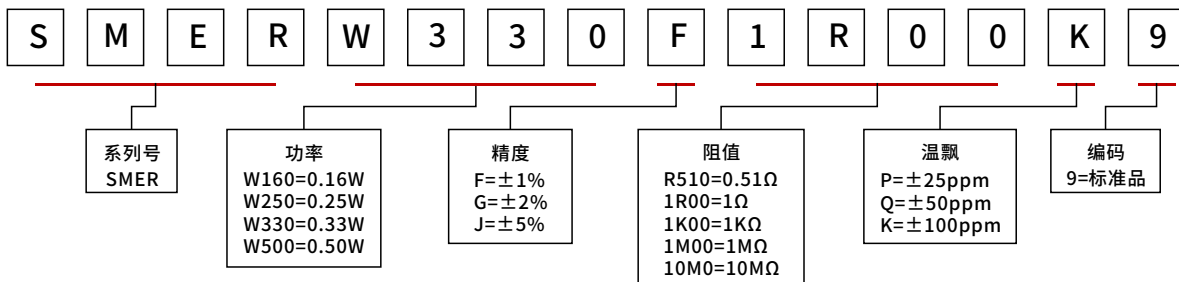 S M E R W 3 3 0 F 1 R 0 0 K 9
系列号
SMER
功率
W160=0.16W
W250=0.25W
W330=0.33W
W500=0.50W
精度
F=±1%
G=±2%
J=±5%
阻值
R510=0.51Ω
1R00=1Ω
1K00=1KΩ
1M00=1MΩ
10M0=10MΩ
温飘
P=±25ppm
Q=±50ppm
K=±100ppm
编码
9=标准品